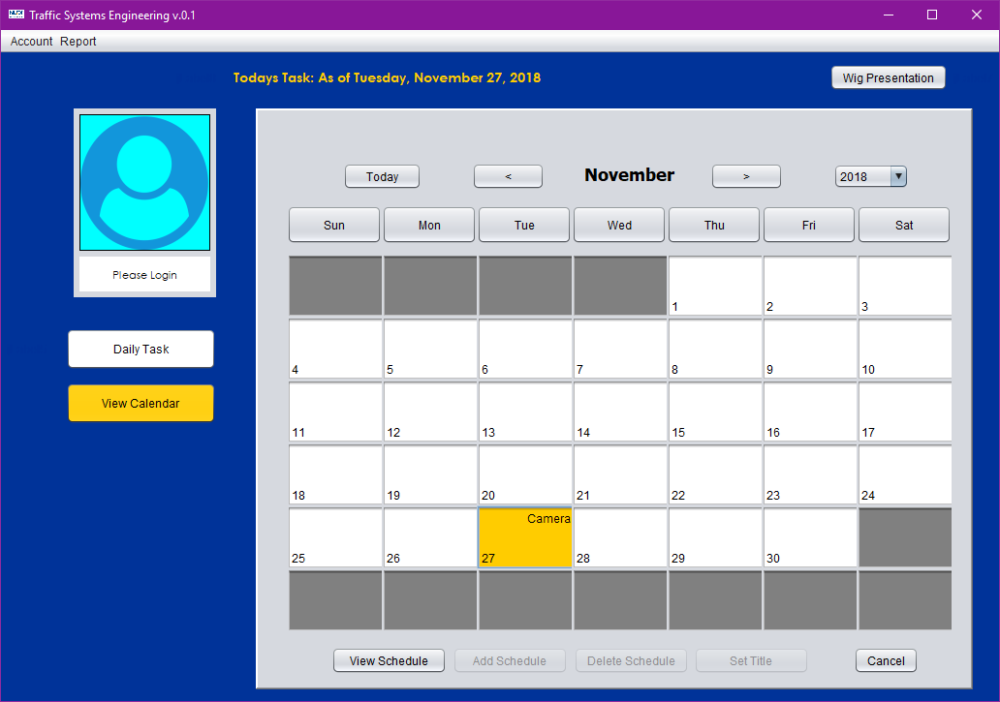 Traffic Systems Engineering v.0.1
Account Report
Todays Task: As of Tuesday, November 27, 2018
Wig Presentation
Please Login
Daily Task
View Calendar
Today < November > 2018
Sun Mon Tue Wed Thu Fri Sat
1 2 3
4 5 6 7 8 9 10
11 12 13 14 15 16 17
18 19 20 21 22 23 24
Camera
25 26 27 28 29 30
View Schedule Add Schedule Delete Schedule Set Title Cancel